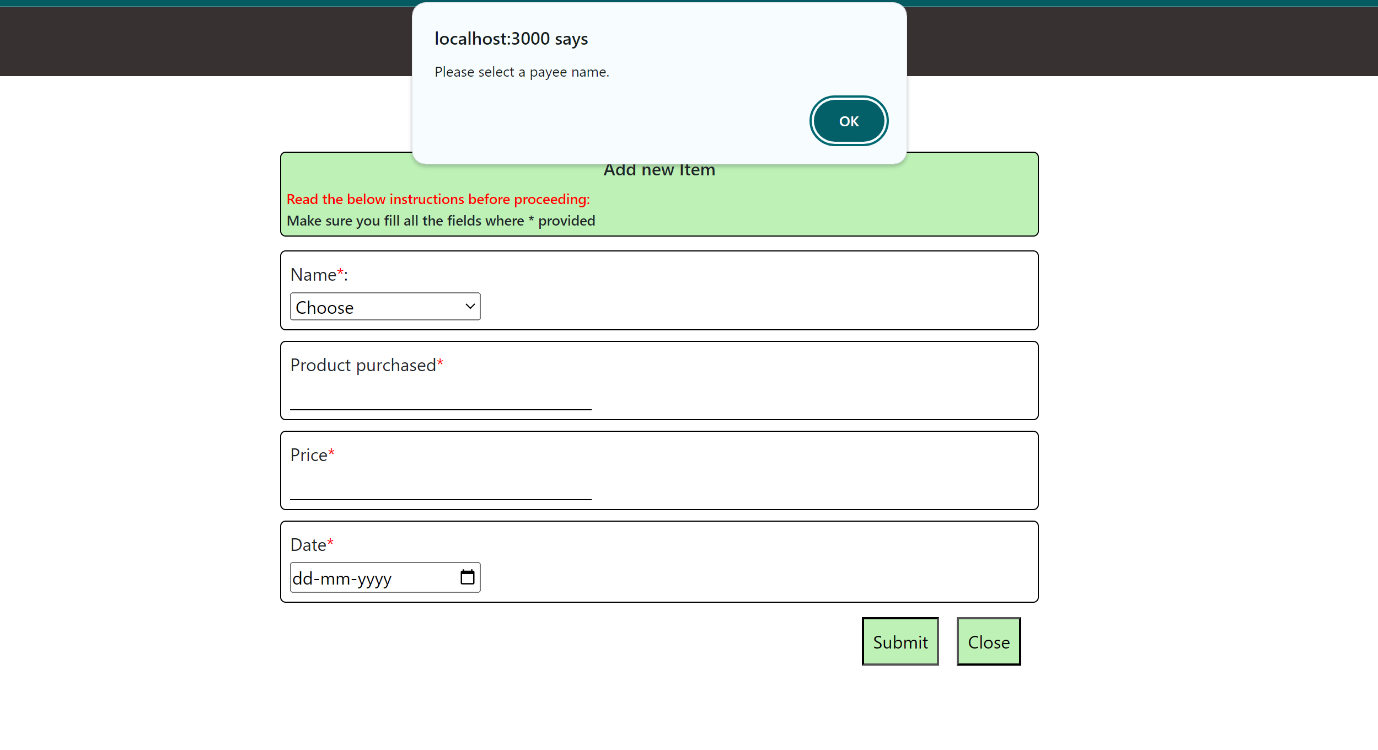 localhost:3000 says
Please select a payee name.
OK
Add new Item
Read the below instructions before proceeding:
Make sure you fill all the fields where * provided
Name*:
Choose
Product purchased*
Price*
Date*
dd-mm-yyyy
Submit Close